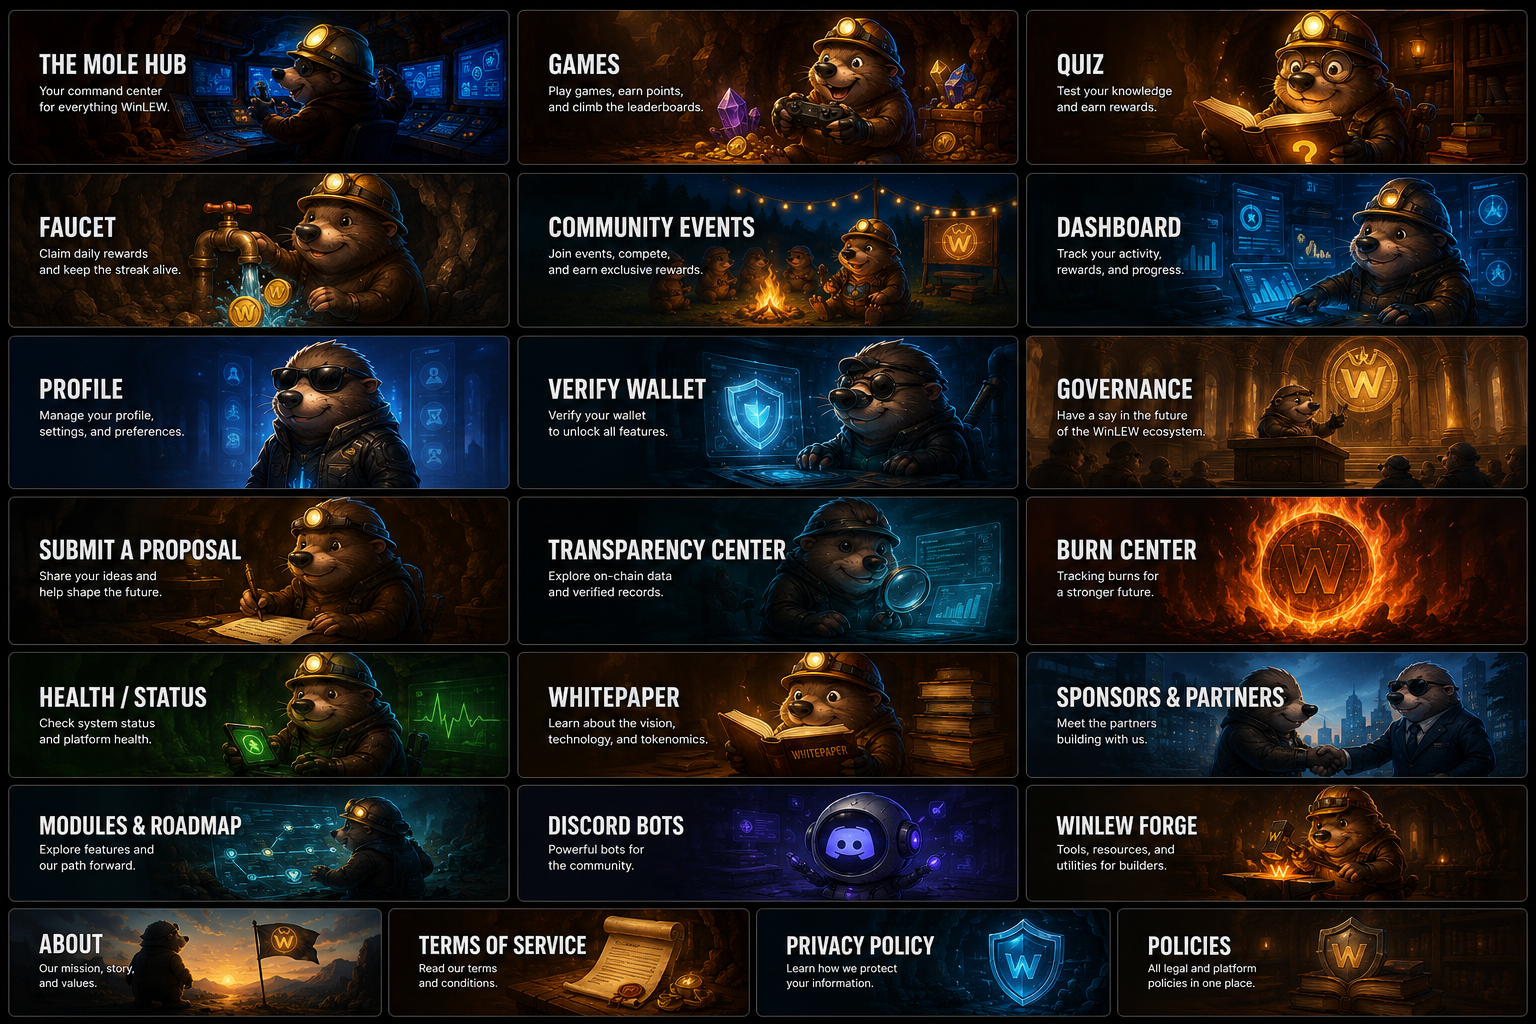 THE MOLE HUB
Your command center
for everything WinLEW.
GAMES
Play games, earn points,
and climb the leaderboards.
QUIZ
Test your knowledge
and earn rewards.
?
FAUCET
Claim daily rewards
and keep the streak alive.
W
W
COMMUNITY EVENTS
Join events, compete,
and earn exclusive rewards.
W
DASHBOARD
Track your activity,
rewards, and progress.
PROFILE
Manage your profile,
settings, and preferences.
VERIFY WALLET
Verify your wallet
to unlock all features.
GOVERNANCE
Have a say in the future
of the WinLEW ecosystem.
W
SUBMIT A PROPOSAL
Share your ideas and
help shape the future.
TRANSPARENCY CENTER
Explore on-chain data
and verified records.
BURN CENTER
Tracking burns for
a stronger future.
W
HEALTH / STATUS
Check system status
and platform health.
WHITEPAPER
Learn about the vision,
technology, and tokenomics.
WHITEPAPER
SPONSORS & PARTNERS
Meet the partners
building with us.
MODULES & ROADMAP
Explore features and
our path forward.
DISCORD BOTS
Powerful bots for
the community.
WINLEW FORGE
Tools, resources, and
utilities for builders.
W
W
ABOUT
Our mission, story,
and values.
W
TERMS OF SERVICE
Read our terms
and conditions.
PRIVACY POLICY
Learn how we protect
your information.
W
POLICIES
All legal and platform
policies in one place.
W